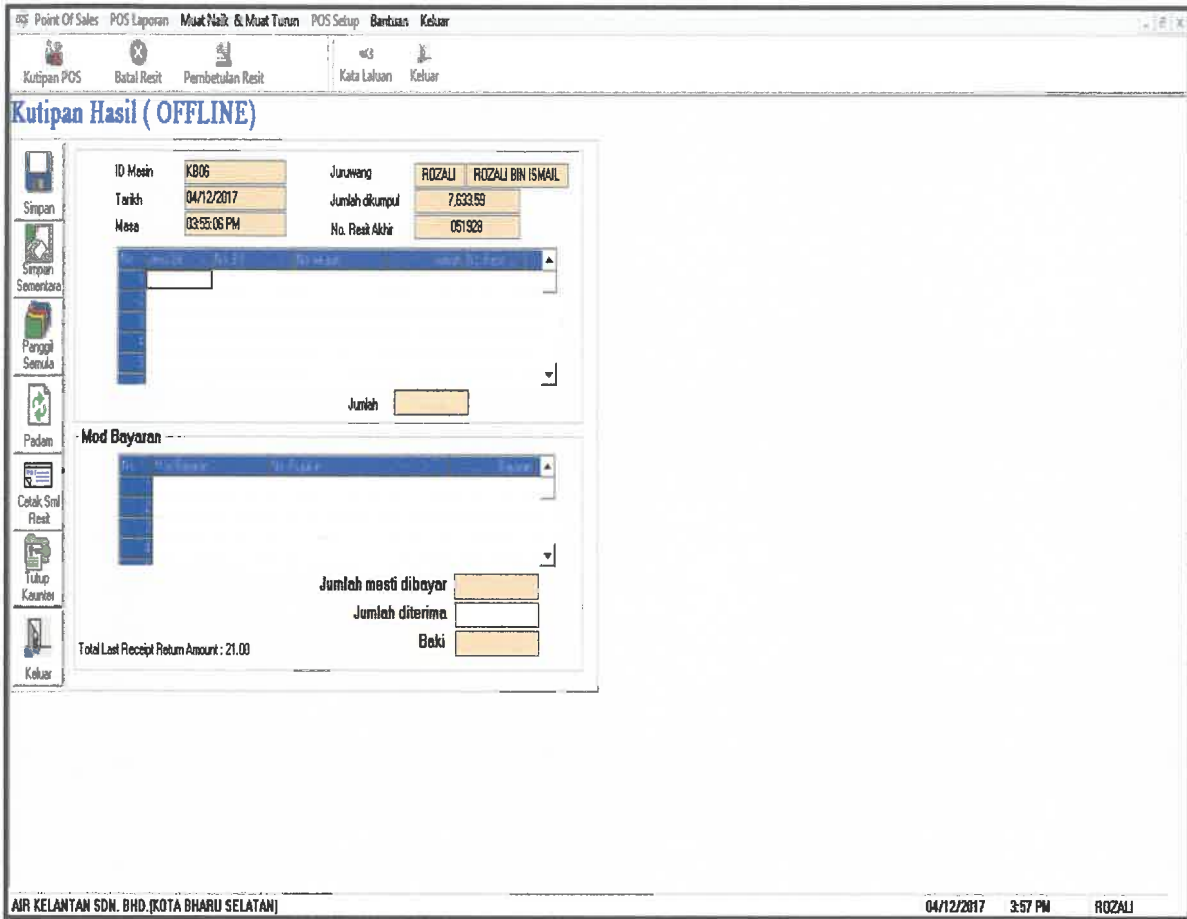 Point Of Sales POS Laporan Muat Naik & Muat Turun POS Setup Bantuan Keluar
Kutipan POS Batal Resit Pembetulan Resit Kata Laluan Keluar
Kutipan Hasil ( OFFLINE)
Simpan
Simpan
Sementara
Panggil
Semula
Padam
Cetak Sml
Resit
Tutup
Kaunter
Keluar
ID Mesin KB06 Juruwang ROZALI ROZALI BIN ISMAIL
Tarikh 04/12/2017 Jumlah dikumpul 7,633.59
Masa 03:55:06 PM No. Resit Akhir 051928
Jumlah
Mod Bayaran
Jumlah mesti dibayar
Jumlah diterima
Baki
Total Last Receipt Return Amount : 21.00
AIR KELANTAN SDN. BHD.[KOTA BHARU SELATAN] 04/12/2017 3:57 PM ROZALI